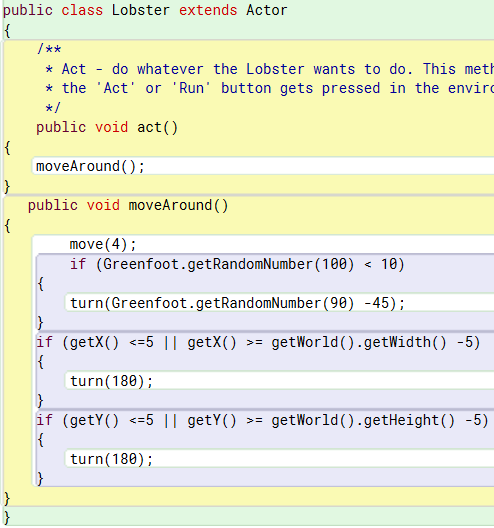 public class Lobster extends Actor
{
/**
* Act - do whatever the Lobster wants to do. This
* the 'Act' or 'Run' button gets pressed in the
*/
public void act()
{
moveAround();
}
public void moveAround()
{
move(4);
if (Greenfoot.getRandomNumber(100) < 10)
{
turn(Greenfoot.getRandomNumber(90) -45);
}
if (getX() <=5 || getX() >= getWorld().getWidth() -5)
{
turn(180);
}
if (getY() <=5 || getY() >= getWorld().getHeight() -5)
{
turn(180);
}
}
}